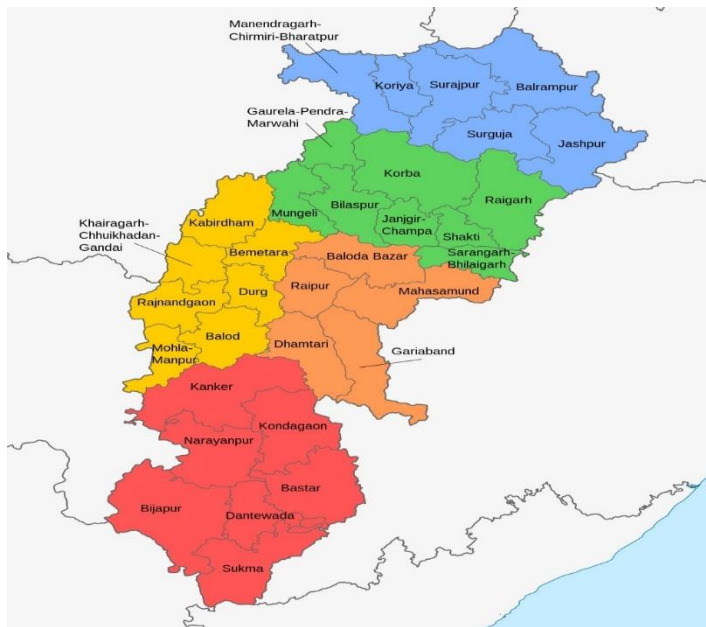 Manendragarh-
Chirmiri-Bharatpur
Koriya
Surajpur
Balrampur
Gaurela-Pendra-
Marwahi
Surguja
Jashpur
Korba
Raigarh
Bilaspur
Mungeli
Janjgir-
Champa
Shakti
Sarangarh-
Bhilaigarh
Kabirdham
Khairagarh-
Chhuikhadan-
Gandai
Bemetara
Baloda Bazar
Raipur
Mahasamund
Durg
Rajnandgaon
Balod
Mohla-
Manpur
Dhamtari
Gariaband
Kanker
Kondagaon
Narayanpur
Bastar
Bijapur
Dantewada
Sukma